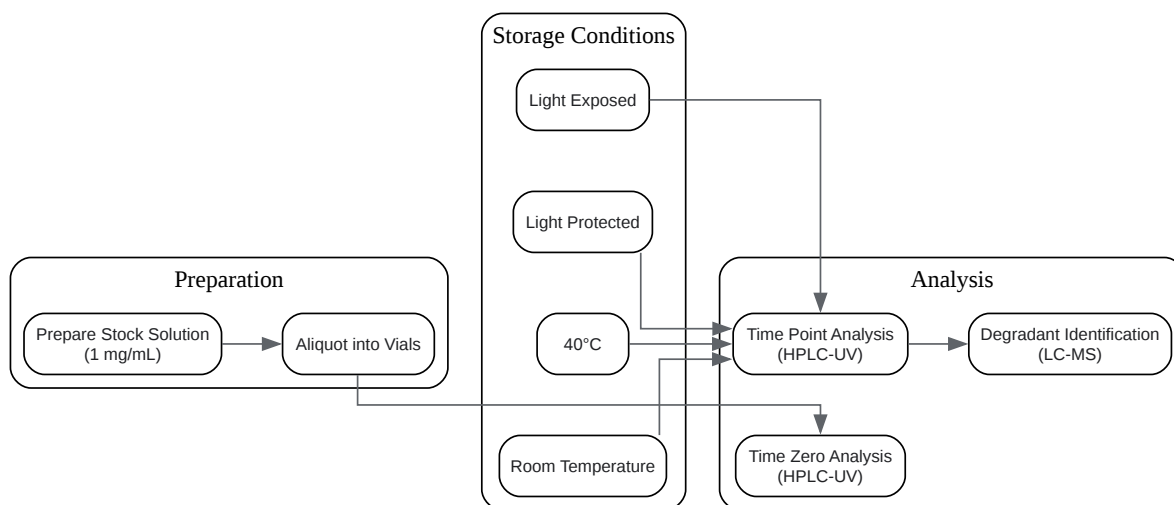 Storage Conditions
Light Exposed
Light Protected
40°C
Room Temperature
Preparation
Prepare Stock Solution
(1 mg/mL)
Aliquot into Vials
Analysis
Time Point Analysis
(HPLC-UV)
Degradant Identification
(LC-MS)
Time Zero Analysis
(HPLC-UV)